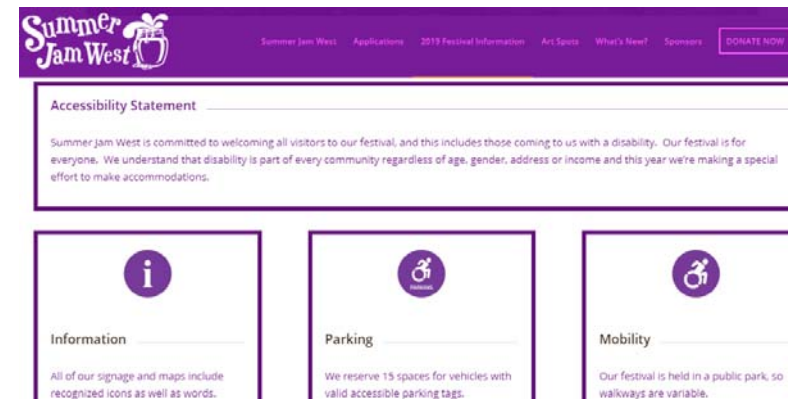 Summer
Jam West
Summer Jam West Applications 2019 Festival Information Art Spots What's New? Sponsors DONATE NOW
Accessibility Statement
Summer Jam West is committed to welcoming all visitors to our festival, and this includes those coming to us with a disability. Our festival is for
everyone. We understand that disability is part of every community regardless of age, gender, address or income and this year we're making a special
effort to make accommodations.
i
PARKING
Information
Parking
Mobility
All of our signage and maps include
recognized icons as well as words.
We reserve 15 spaces for vehicles with
valid accessible parking tags.
Our festival is held in a public park, so
walkways are variable.